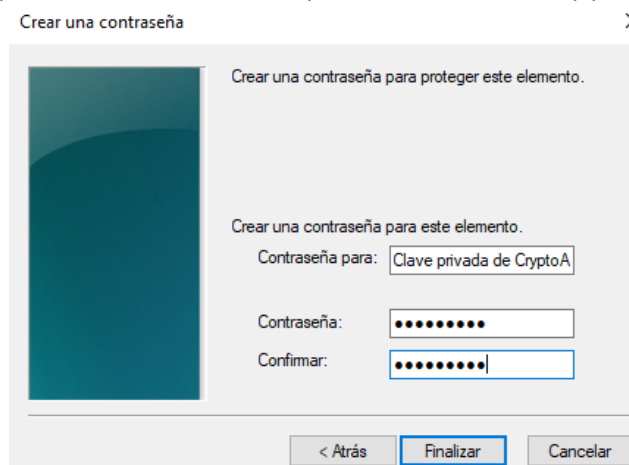 Crear una contraseña
Crear una contraseña para proteger este elemento.
Crear una contraseña para este elemento.
Contraseña para: Clave privada de CryptoA
Contraseña: ●●●●●●●●●
Confirmar: ●●●●●●●●●
< Atrás Finalizar Cancelar